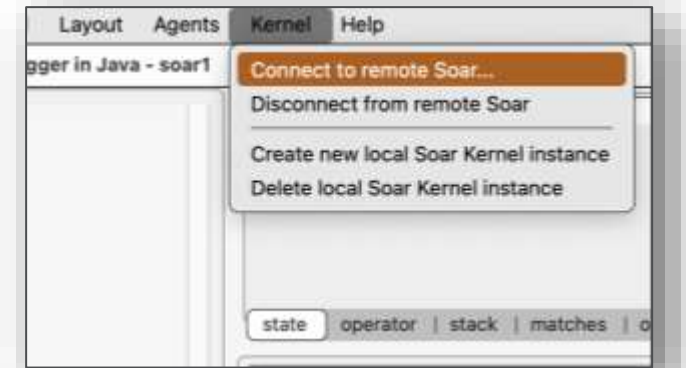 Layout Agents Kernel Help
gger in Java - soar1
Connect to remote Soar...
Disconnect from remote Soar
Create new local Soar Kernel instance
Delete local Soar Kernel instance
state operator | stack | matches | o